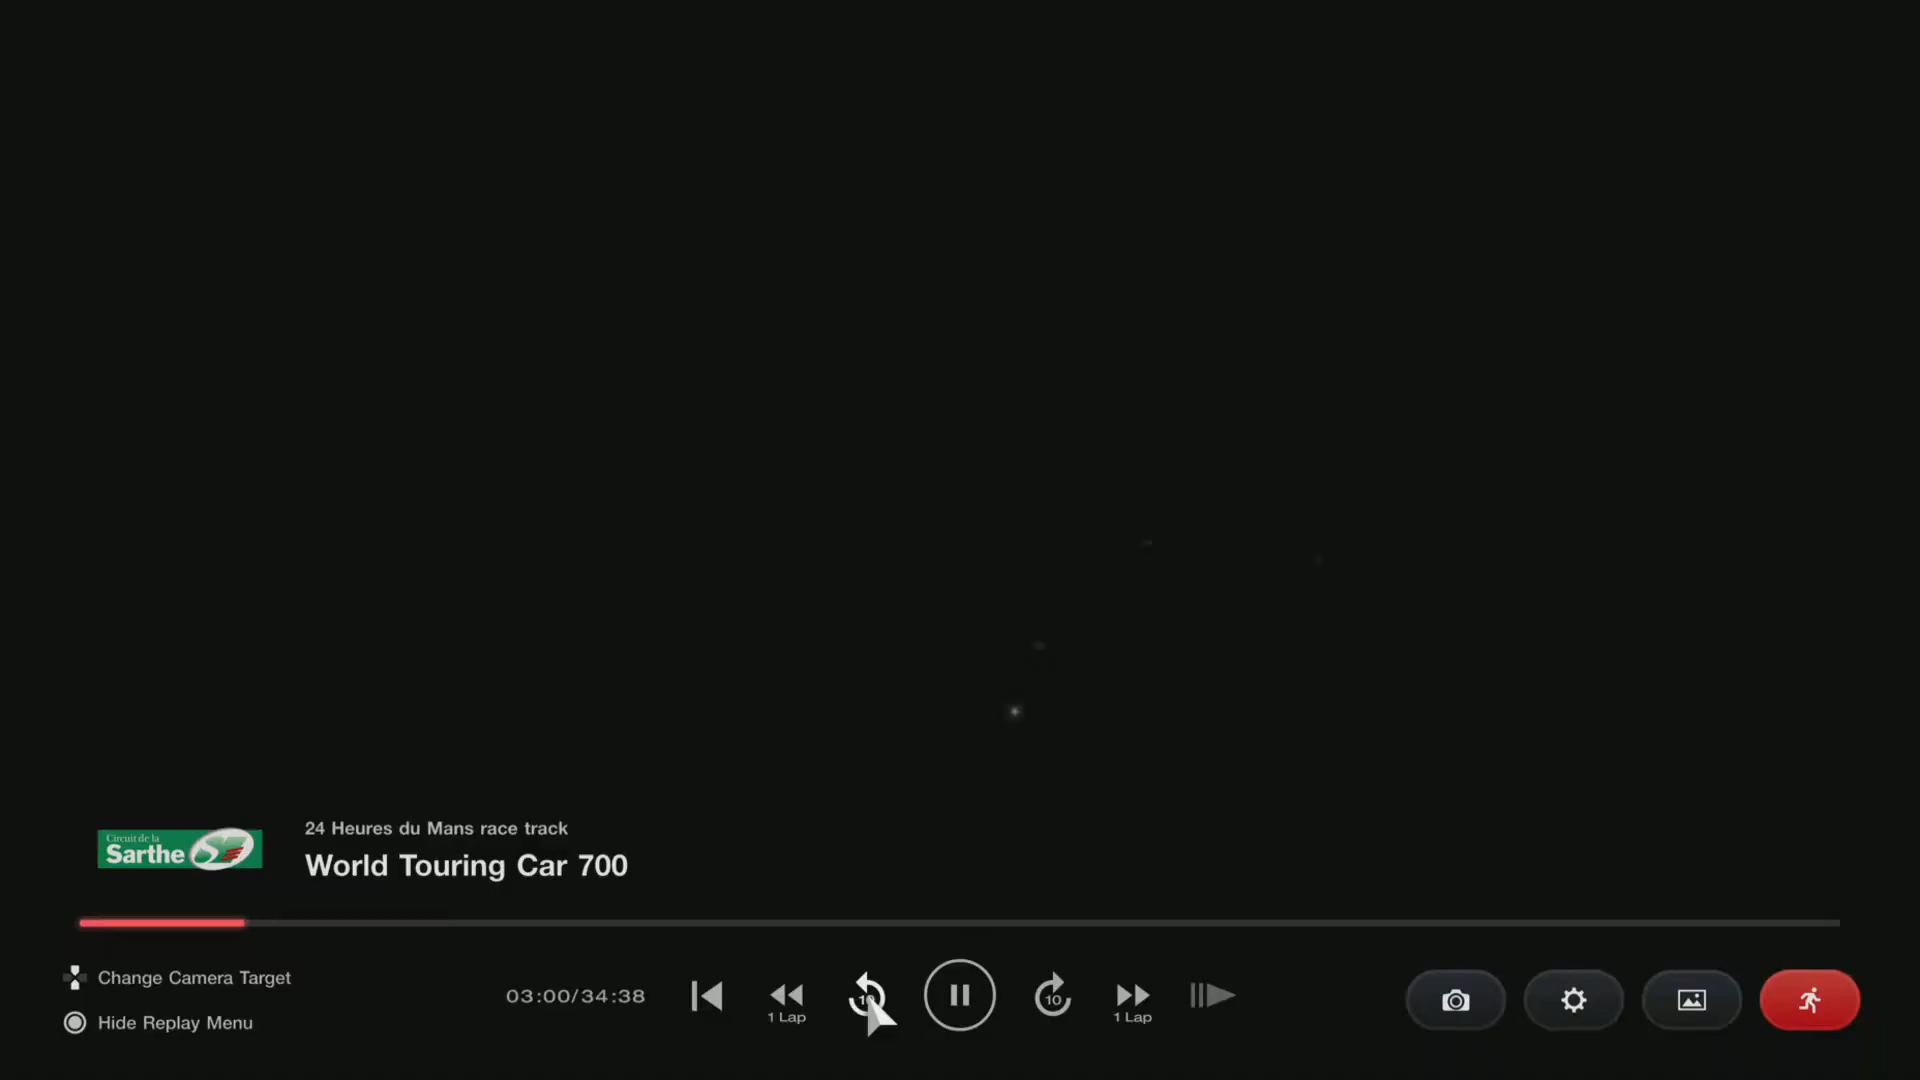 24 Heures du Mans race track
Circuit de la
Sarthe
World Touring Car 700
Change Camera Target
03:00/34:38
10
10
1 Lap
1 Lap
Hide Replay Menu